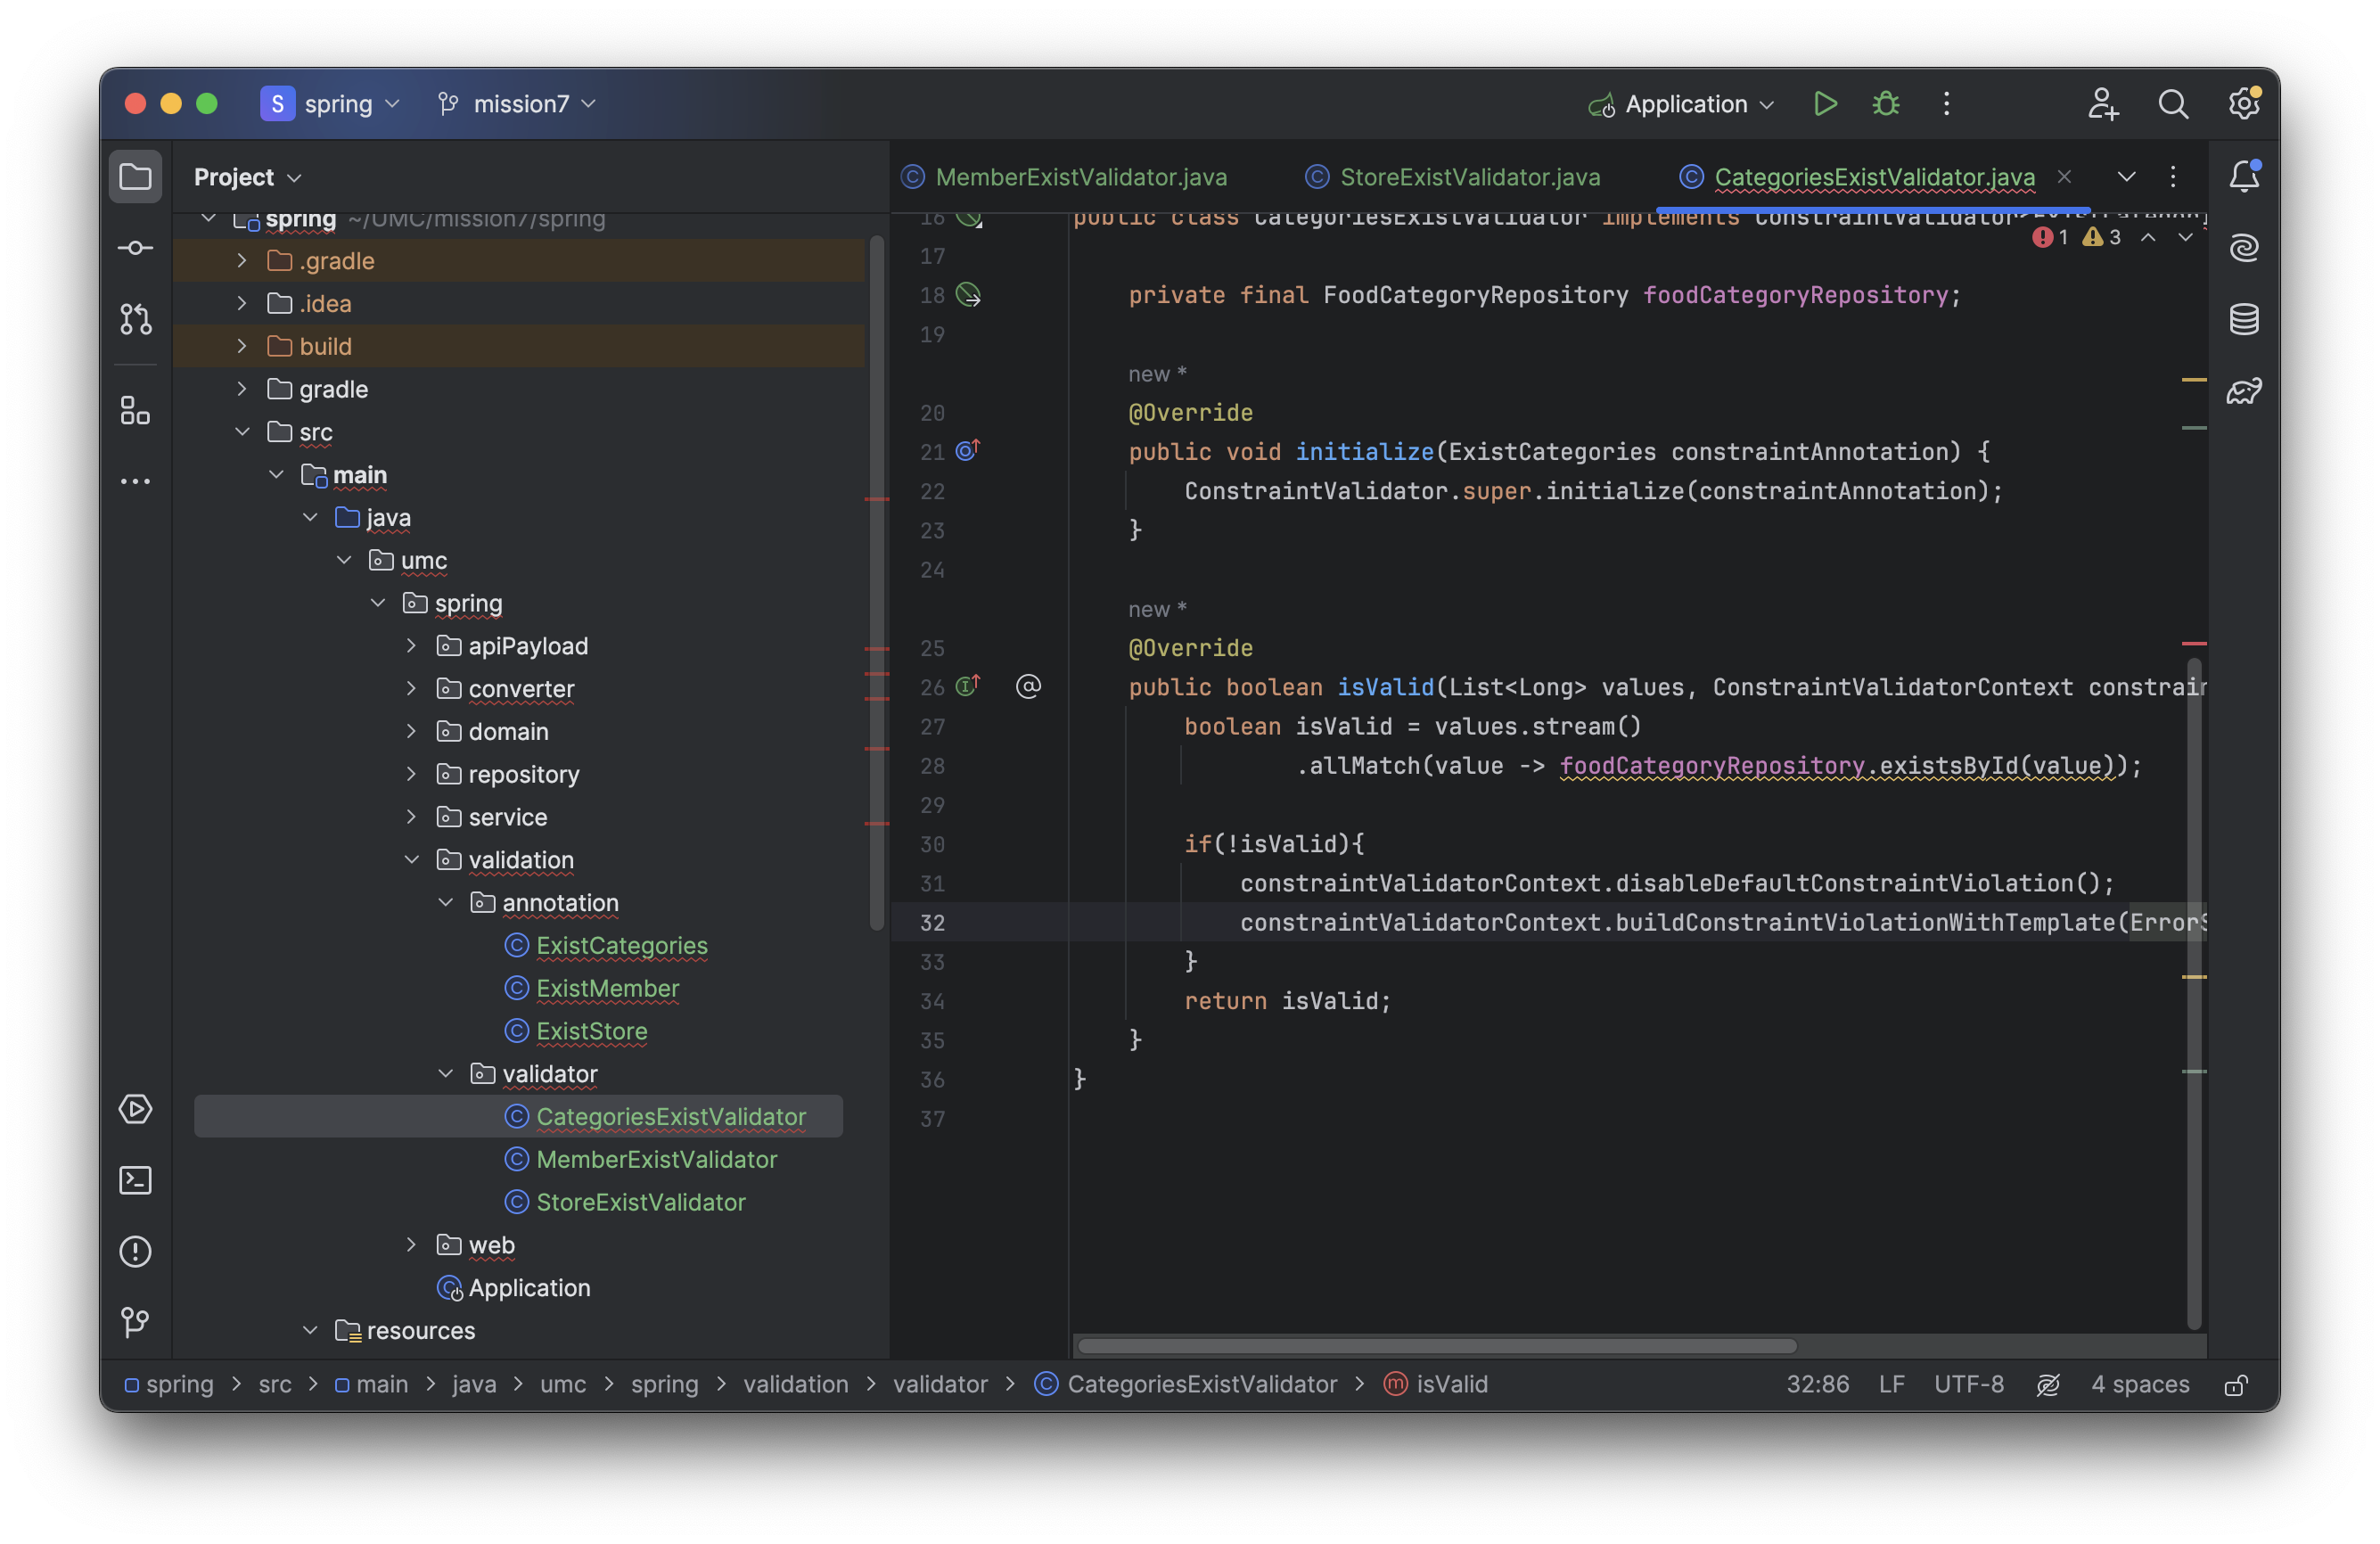 S spring mission7 Application
Project
MemberExistValidator.java StoreExistValidator.java CategoriesExistValidator.java
spring ~/UMC/mission7/spring
.gradle
.idea
build
gradle
src
main
java
umc
spring
apiPayload
converter
domain
repository
service
validation
annotation
ExistCategories
ExistMember
ExistStore
validator
CategoriesExistValidator
MemberExistValidator
StoreExistValidator
web
Application
resources
1 3
16 public class CategoriesExistValidator implements ConstraintValidator<ExistCategori
17
18 private final FoodCategoryRepository foodCategoryRepository;
19
new *
20 @Override
21 public void initialize(ExistCategories constraintAnnotation) {
22 ConstraintValidator.super.initialize(constraintAnnotation);
23 }
24
new *
25 @Override
26 public boolean isValid(List<Long> values, ConstraintValidatorContext constrain
27 boolean isValid = values.stream()
28 .allMatch(value -> foodCategoryRepository.existsById(value));
29
30 if(!isValid){
31 constraintValidatorContext.disableDefaultConstraintViolation();
32 constraintValidatorContext.buildConstraintViolationWithTemplate(ErrorS
33 }
34 return isValid;
35 }
36 }
37
spring > src > main > java > umc > spring > validation > validator > CategoriesExistValidator > isValid 32:86 LF UTF-8 4 spaces